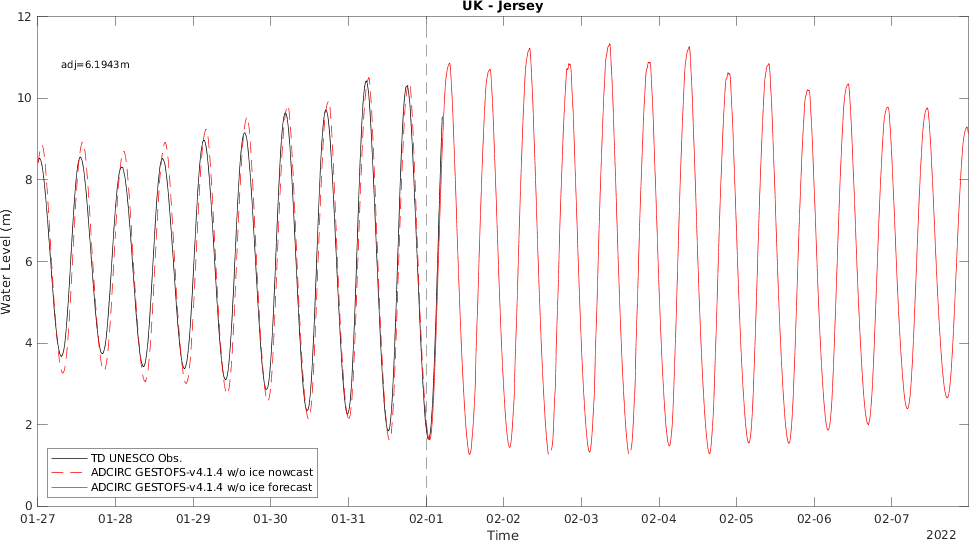 UK - Jersey
adj=6.1943m
Water Level (m)
12
10
8
6
4
2
0
TD UNESCO Obs.
ADCIRC GESTOFS-v4.1.4 w/o ice nowcast
ADCIRC GESTOFS-v4.1.4 w/o ice forecast
01-27 01-28 01-29 01-30 01-31 02-01 02-02 02-03 02-04 02-05 02-06 02-07
Time
2022